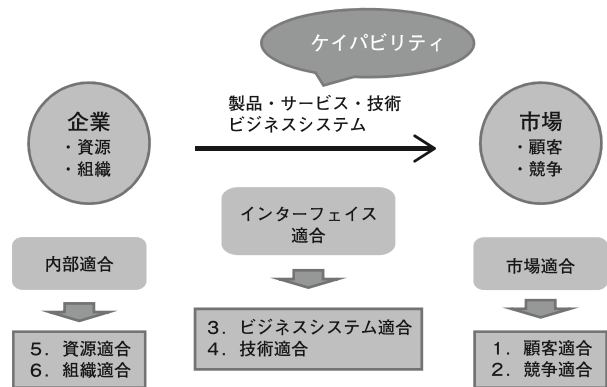 ケイパビリティ
企業
・資源
・組織
製品・サービス・技術
ビジネスシステム
市場
・顧客
・競争
内部適合
インターフェイス
適合
市場適合
5．資源適合
6．組織適合
3．ビジネスシステム適合
4．技術適合
1．顧客適合
2．競争適合